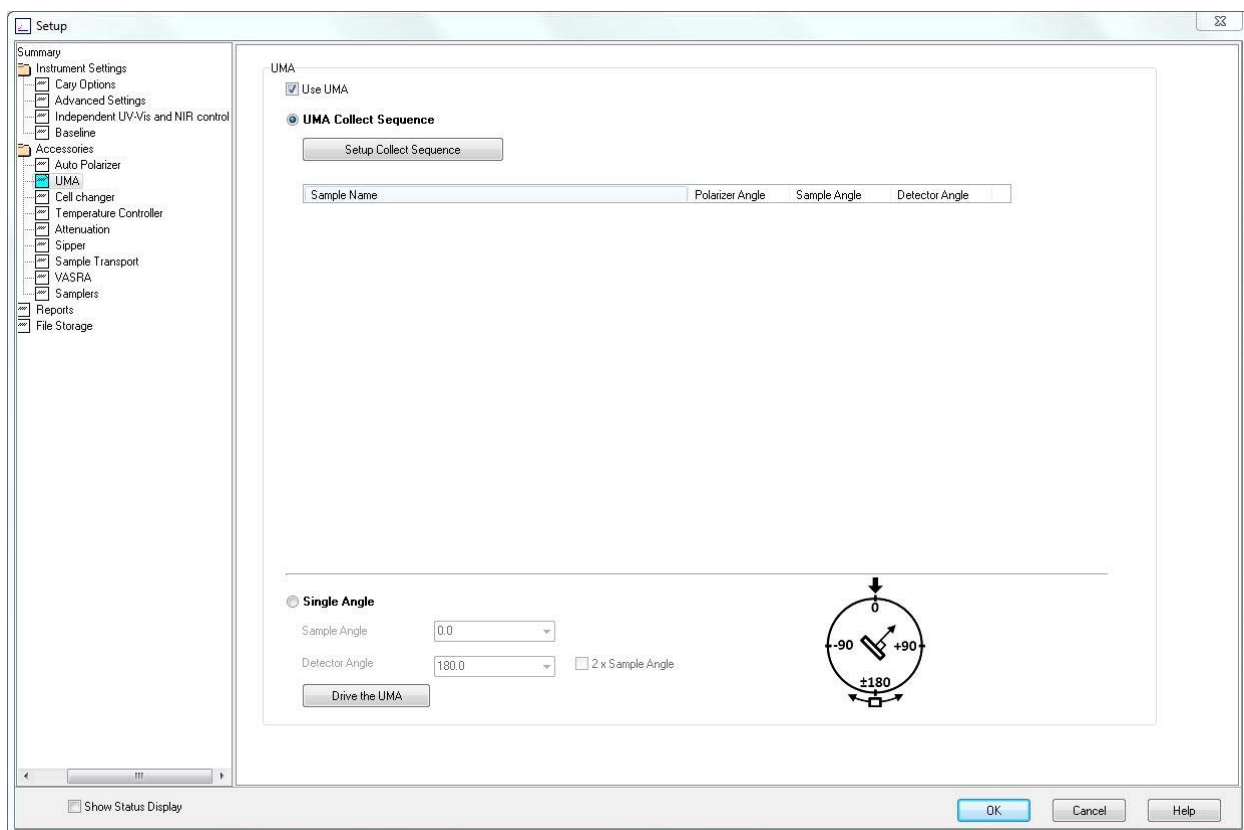 Setup
Summary
Instrument Settings
Cary Options
Advanced Settings
Independent UV-Vis and NIR control
Baseline
Accessories
Auto Polarizer
UMA
Cell changer
Temperature Controller
Attenuation
Sipper
Sample Transport
VASRA
Samplers
Reports
File Storage
UMA
Use UMA
UMA Collect Sequence
Setup Collect Sequence
Sample Name Polarizer Angle Sample Angle Detector Angle
Single Angle
Sample Angle 0.0
Detector Angle 180.0 2 x Sample Angle
Drive the UMA
0
-90 +90
±180
Show Status Display
OK Cancel Help